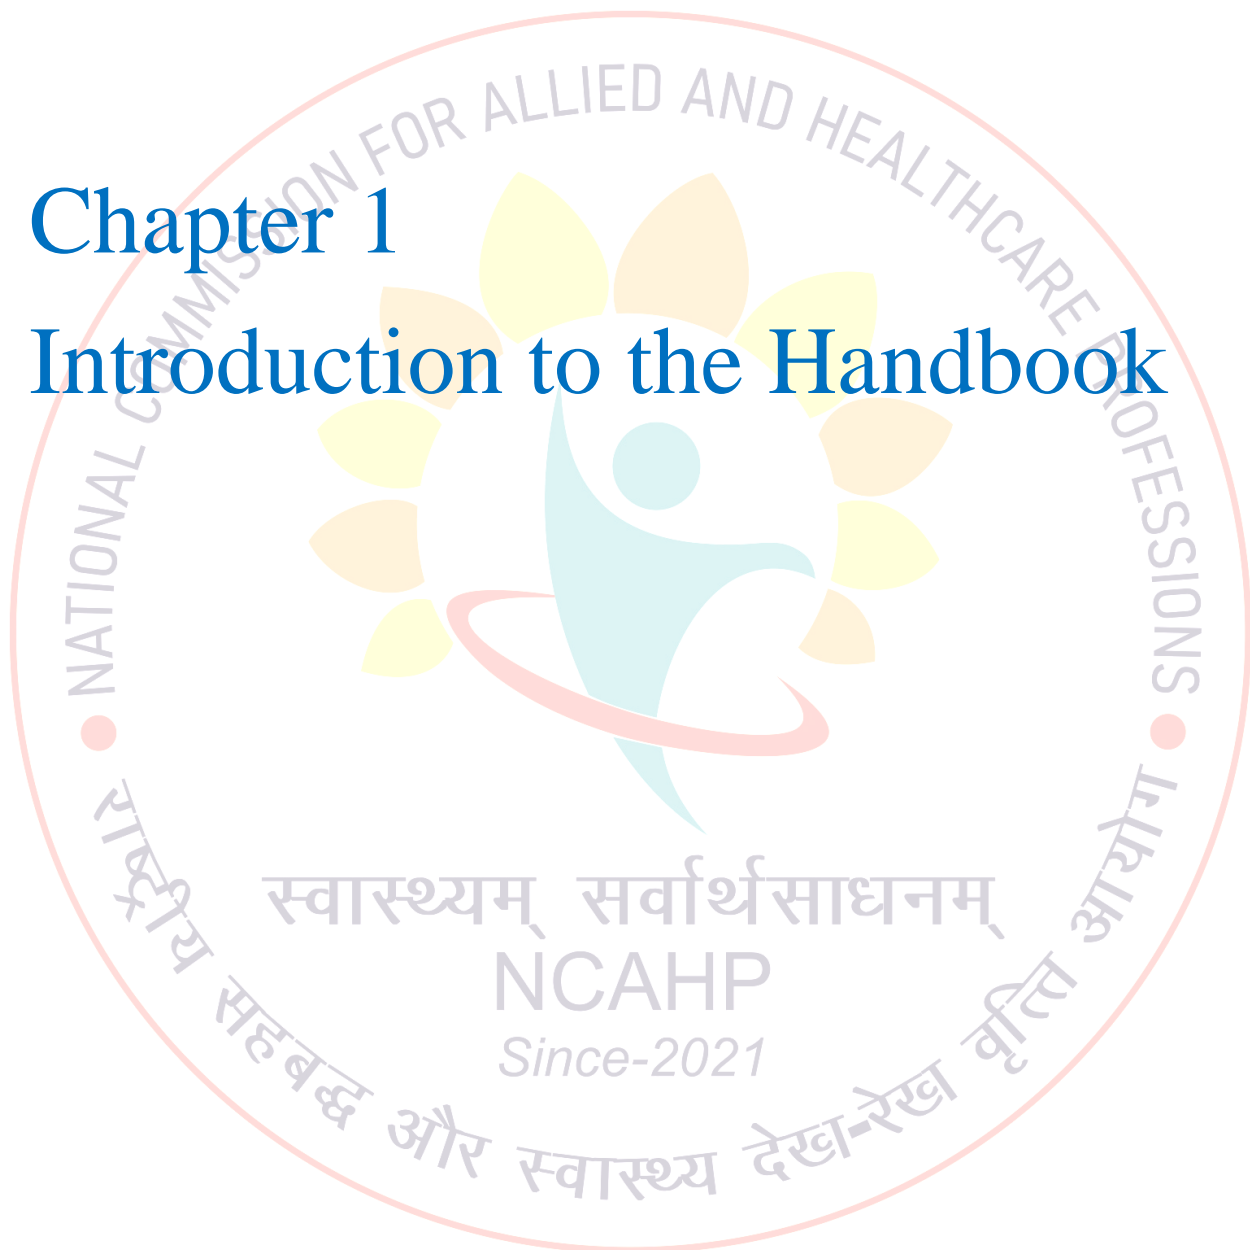 Chapter 1
Introduction to the Handbook
NATIONAL COMMISSION FOR ALLIED AND HEALTHCARE PROFESSIONS
स्वास्थ्यम् सर्वार्थसाधनम्
NCAHP
Since-2021
राष्ट्रीय सहबद्ध और स्वास्थ्य देख-रेख वृत्ति आयोग